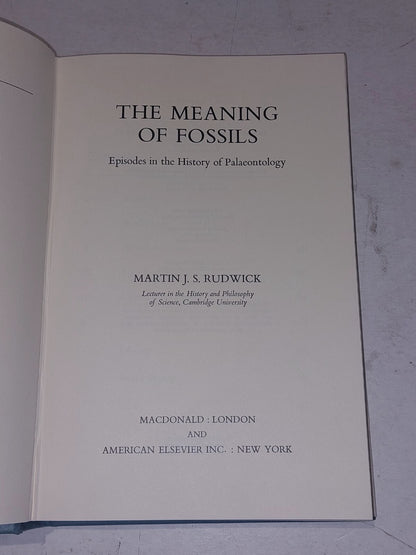 THE MEANING
OF FOSSILS
Episodes in the History of Palaeontology
MARTIN J. S. RUDWICK
Lecturer in the History and Philosophy
of Science, Cambridge University
MACDONALD : LONDON
AND
AMERICAN ELSEVIER INC. : NEW YORK